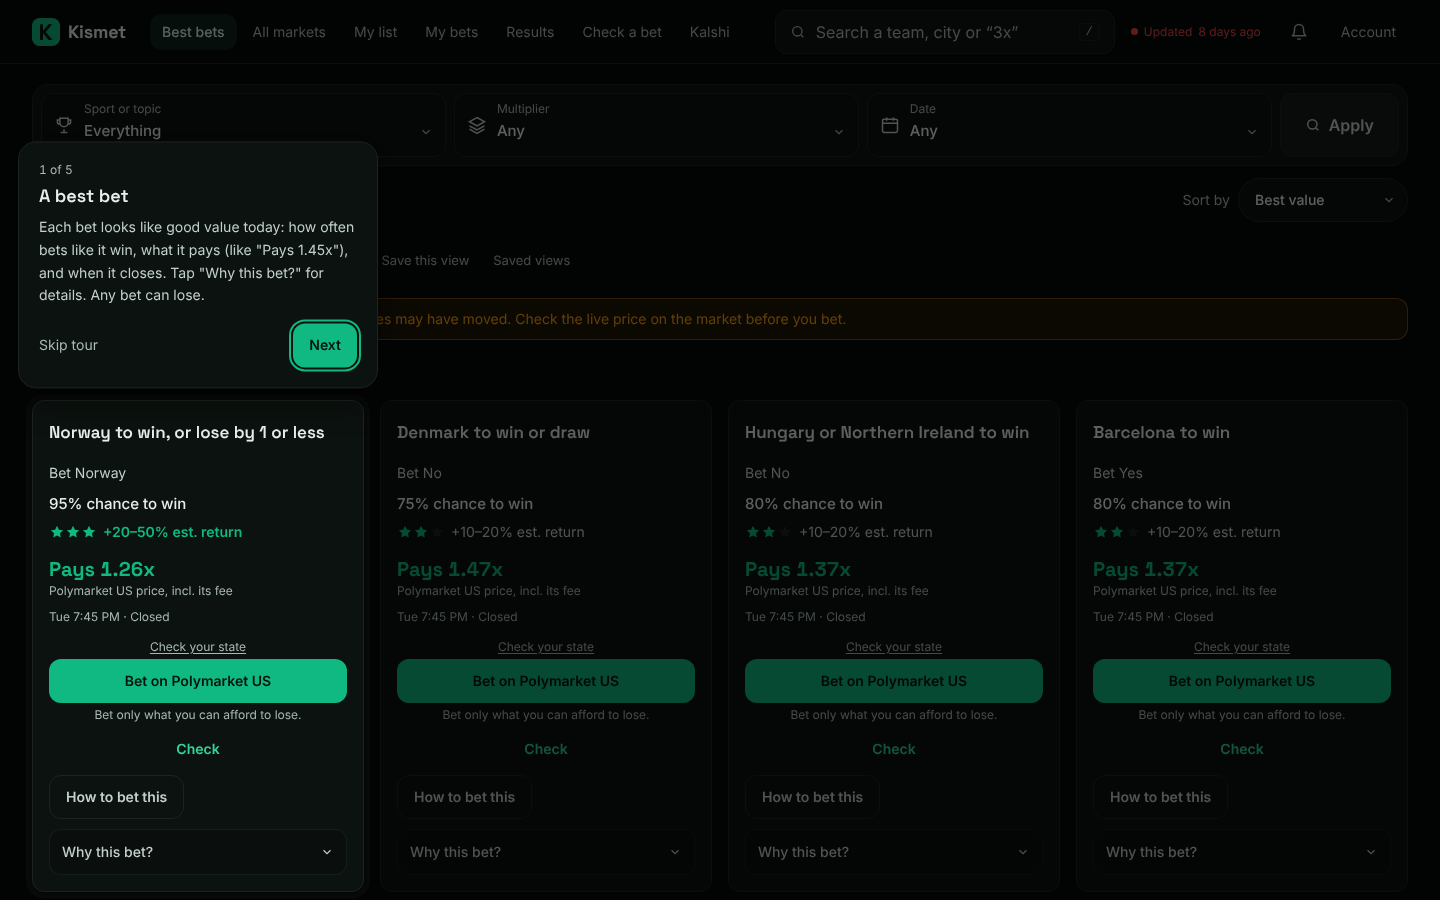 K Kismet
Best bets
All markets
My list
My bets
Results
Check a bet
Kalshi
Search a team, city or “3x”
/
Updated 8 days ago
Account
Sport or topic
Everything
Multiplier
Any
Date
Any
Apply
1 of 5
A best bet
Each bet looks like good value today: how often
bets like it win, what it pays (like "Pays 1.45x"),
and when it closes. Tap "Why this bet?" for
details. Any bet can lose.
Skip tour
Next
Sort by
Best value
Save this view
Saved views
es may have moved. Check the live price on the market before you bet.
Norway to win, or lose by 1 or less
Bet Norway
95% chance to win
+20–50% est. return
Pays 1.26x
Polymarket US price, incl. its fee
Tue 7:45 PM · Closed
Check your state
Bet on Polymarket US
Bet only what you can afford to lose.
Check
How to bet this
Why this bet?
Denmark to win or draw
Bet No
75% chance to win
+10–20% est. return
Pays 1.47x
Polymarket US price, incl. its fee
Tue 7:45 PM · Closed
Check your state
Bet on Polymarket US
Bet only what you can afford to lose.
Check
How to bet this
Why this bet?
Hungary or Northern Ireland to win
Bet No
80% chance to win
+10–20% est. return
Pays 1.37x
Polymarket US price, incl. its fee
Tue 7:45 PM · Closed
Check your state
Bet on Polymarket US
Bet only what you can afford to lose.
Check
How to bet this
Why this bet?
Barcelona to win
Bet Yes
80% chance to win
+10–20% est. return
Pays 1.37x
Polymarket US price, incl. its fee
Tue 7:45 PM · Closed
Check your state
Bet on Polymarket US
Bet only what you can afford to lose.
Check
How to bet this
Why this bet?